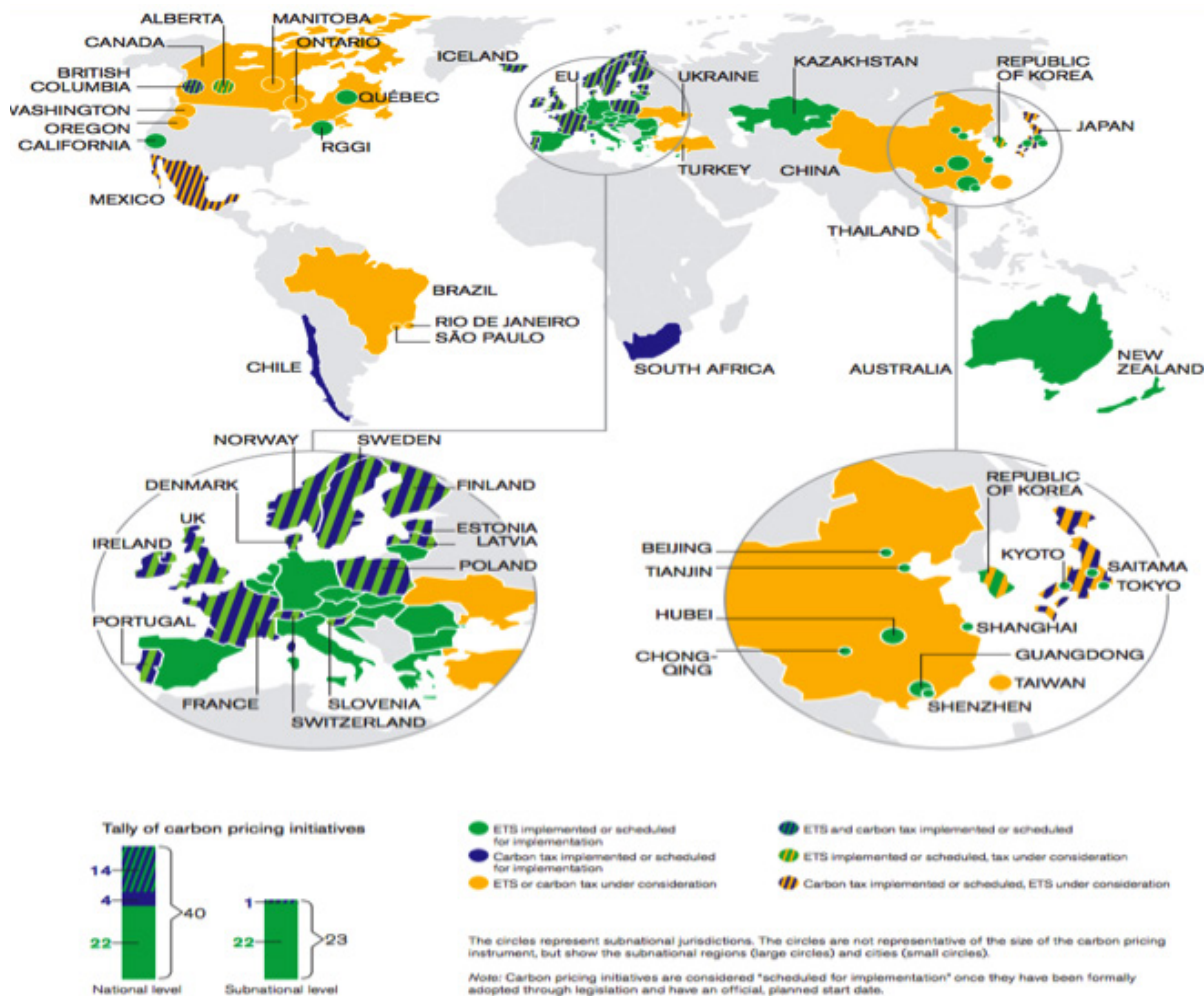 ALBERTA
MANITOBA
CANADA
ONTARIO
ICELAND
BRITISH
COLUMBIA
EU
UKRAINE
KAZAKHSTAN
REPUBLIC
OF KOREA
QUÉBEC
WASHINGTON
OREGON
CALIFORNIA
RGGI
JAPAN
MEXICO
TURKEY
CHINA
THAILAND
BRAZIL
RIO DE JANEIRO
SÃO PAULO
CHILE
SOUTH AFRICA
AUSTRALIA
NEW
ZEALAND
NORWAY
SWEDEN
DENMARK
FINLAND
UK
ESTONIA
LATVIA
IRELAND
POLAND
PORTUGAL
FRANCE
SLOVENIA
SWITZERLAND
REPUBLIC
OF KOREA
BEIJING
KYOTO
TIANJIN
SAITAMA
TOKYO
HUBEI
SHANGHAI
CHONG-
QING
GUANGDONG
TAIWAN
SHENZHEN
Tally of carbon pricing initiatives
14
4
22
40
National level
1
22
23
Subnational level
ETS implemented or scheduled
for implementation
Carbon tax implemented or scheduled
for implementation
ETS or carbon tax under consideration
ETS and carbon tax implemented or scheduled
ETS implemented or scheduled, tax under consideration
Carbon tax implemented or scheduled, ETS under consideration
The circles represent subnational jurisdictions. The circles are not representative of the size of the carbon pricing
instrument, but show the subnational regions (large circles) and cities (small circles).
Note: Carbon pricing initiatives are considered "scheduled for implementation" once they have been formally
adopted through legislation and have an official, planned start date.